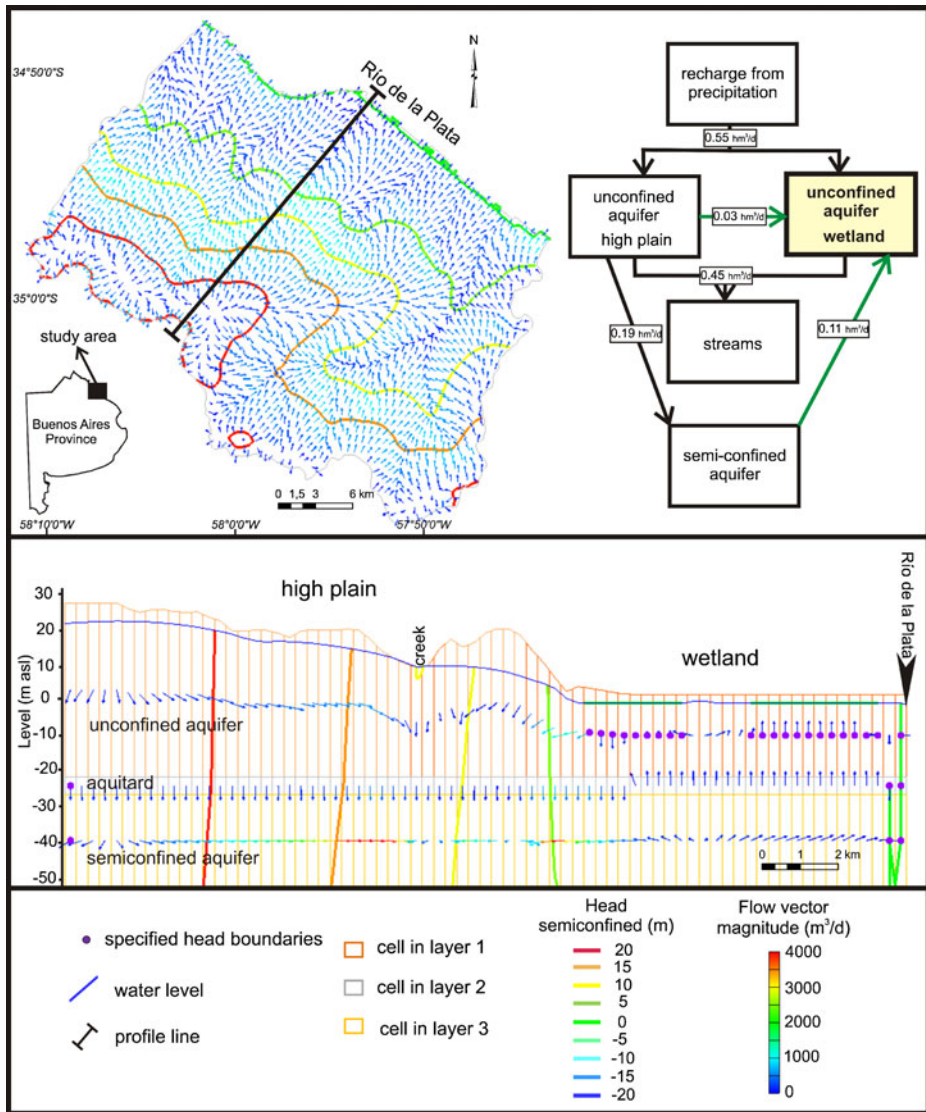 34°50'0"S
35°0'0"S
N
Río de la Plata
study area
Buenos Aires
Province
0 1,5 3 6 km
58°10'0"W
58°0'0"W
57°50'0"W
recharge from
precipitation
0.55 hm³/d
unconfined
aquifer
high plain
0.03 hm³/d
unconfined
aquifer
wetland
0.45 hm³/d
0.19 hm³/d
0.11 hm³/d
streams
semi-confined
aquifer
Level (m asl)
30
20
10
0
-10
-20
-30
-40
-50
high plain
creek
wetland
Río de la Plata
unconfined aquifer
aquitard
semiconfined aquifer
0 1 2 km
specified head boundaries
water level
profile line
cell in layer 1
cell in layer 2
cell in layer 3
Head
semiconfined (m)
20
15
10
5
0
-5
-10
-15
-20
Flow vector
magnitude (m³/d)
4000
3000
2000
1000
0